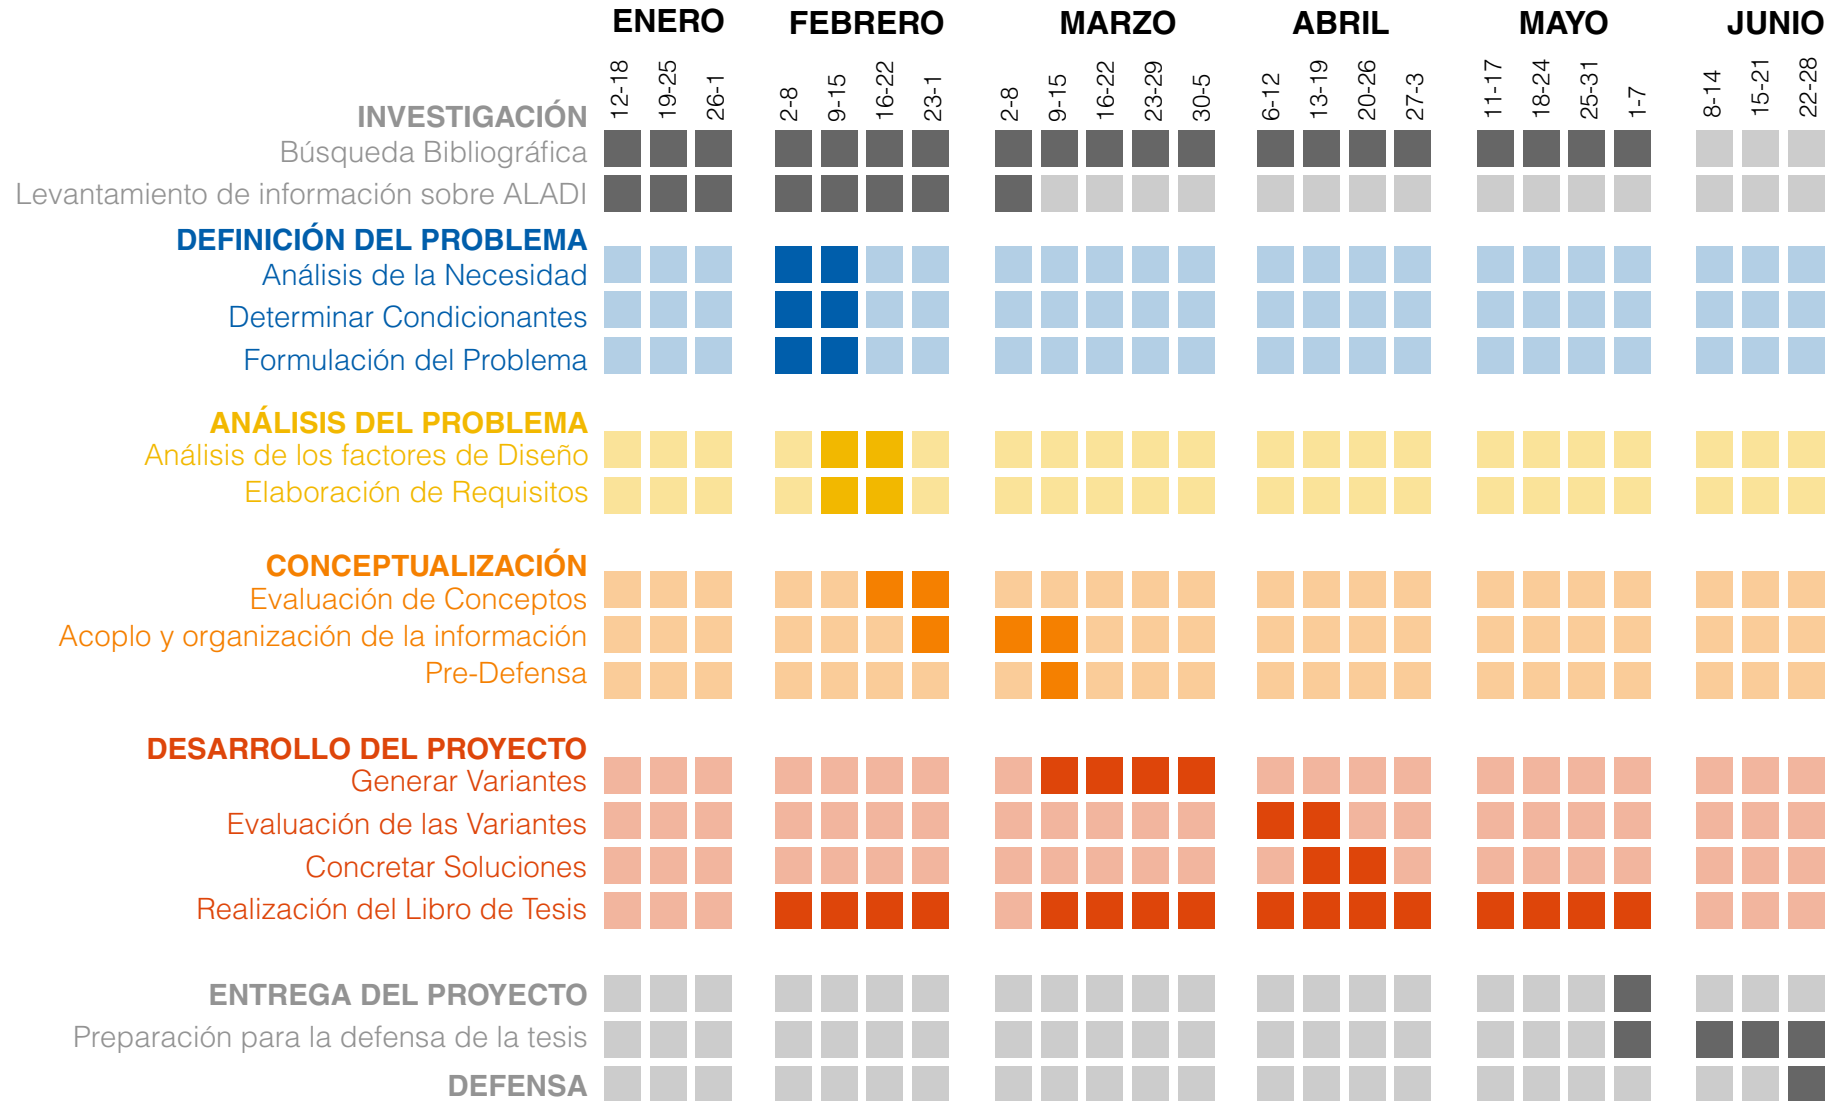 ENERO FEBRERO MARZO ABRIL MAYO JUNIO
12-18 19-25 26-1 2-8 9-15 16-22 23-1 2-8 9-15 16-22 23-29 30-5 6-12 13-19 20-26 27-3 11-17 18-24 25-31 1-7 8-14 15-21 22-28
INVESTIGACIÓN
Búsqueda Bibliográfica
Levantamiento de información sobre ALADI
DEFINICIÓN DEL PROBLEMA
Análisis de la Necesidad
Determinar Condicionantes
Formulación del Problema
ANÁLISIS DEL PROBLEMA
Análisis de los factores de Diseño
Elaboración de Requisitos
CONCEPTUALIZACIÓN
Evaluación de Conceptos
Acoplo y organización de la información
Pre-Defensa
DESARROLLO DEL PROYECTO
Generar Variantes
Evaluación de las Variantes
Concretar Soluciones
Realización del Libro de Tesis
ENTREGA DEL PROYECTO
Preparación para la defensa de la tesis
DEFENSA